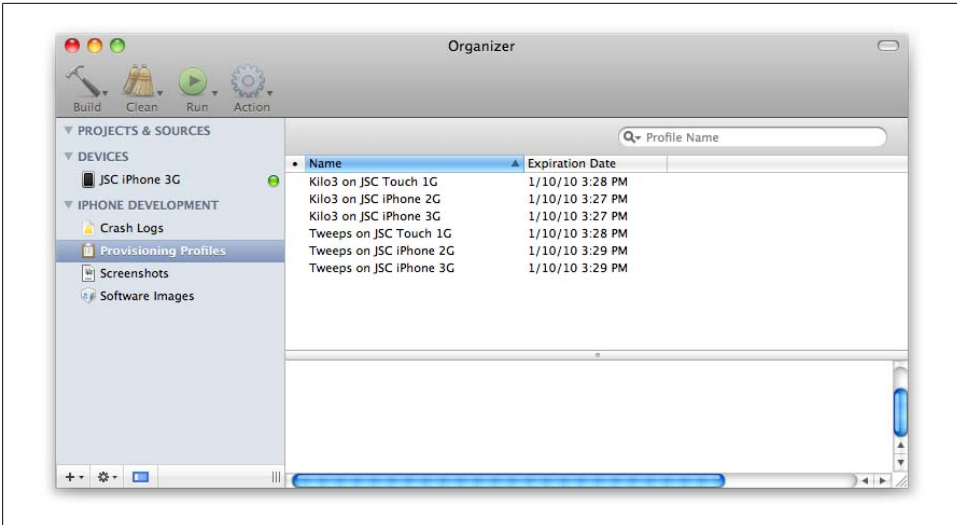 Organizer
Build Clean Run Action
PROJECTS & SOURCES
DEVICES
JSC iPhone 3G
IPHONE DEVELOPMENT
Crash Logs
Provisioning Profiles
Screenshots
Software Images
Profile Name
• Name Expiration Date
Kilo3 on JSC Touch 1G 1/10/10 3:28 PM
Kilo3 on JSC iPhone 2G 1/10/10 3:27 PM
Kilo3 on JSC iPhone 3G 1/10/10 3:27 PM
Tweeps on JSC Touch 1G 1/10/10 3:28 PM
Tweeps on JSC iPhone 2G 1/10/10 3:29 PM
Tweeps on JSC iPhone 3G 1/10/10 3:29 PM